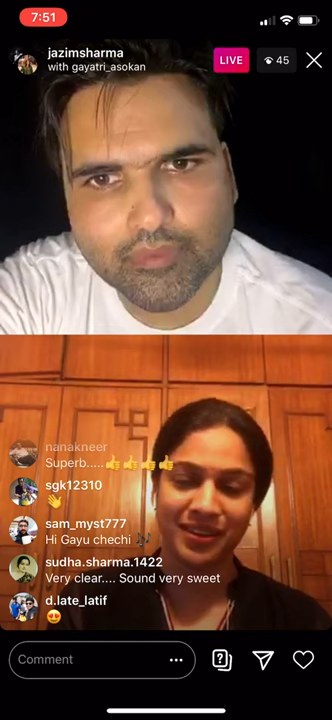 7:51
jazimsharma
with gayatri_asokan
LIVE
45
nanakneer
Superb.....👍👍👍👍
sgk12310
👋
sam_myst777
Hi Gayu chechi 🎶
sudha.sharma.1422
Very clear.... Sound very sweet
d.late_latif
😍
Comment